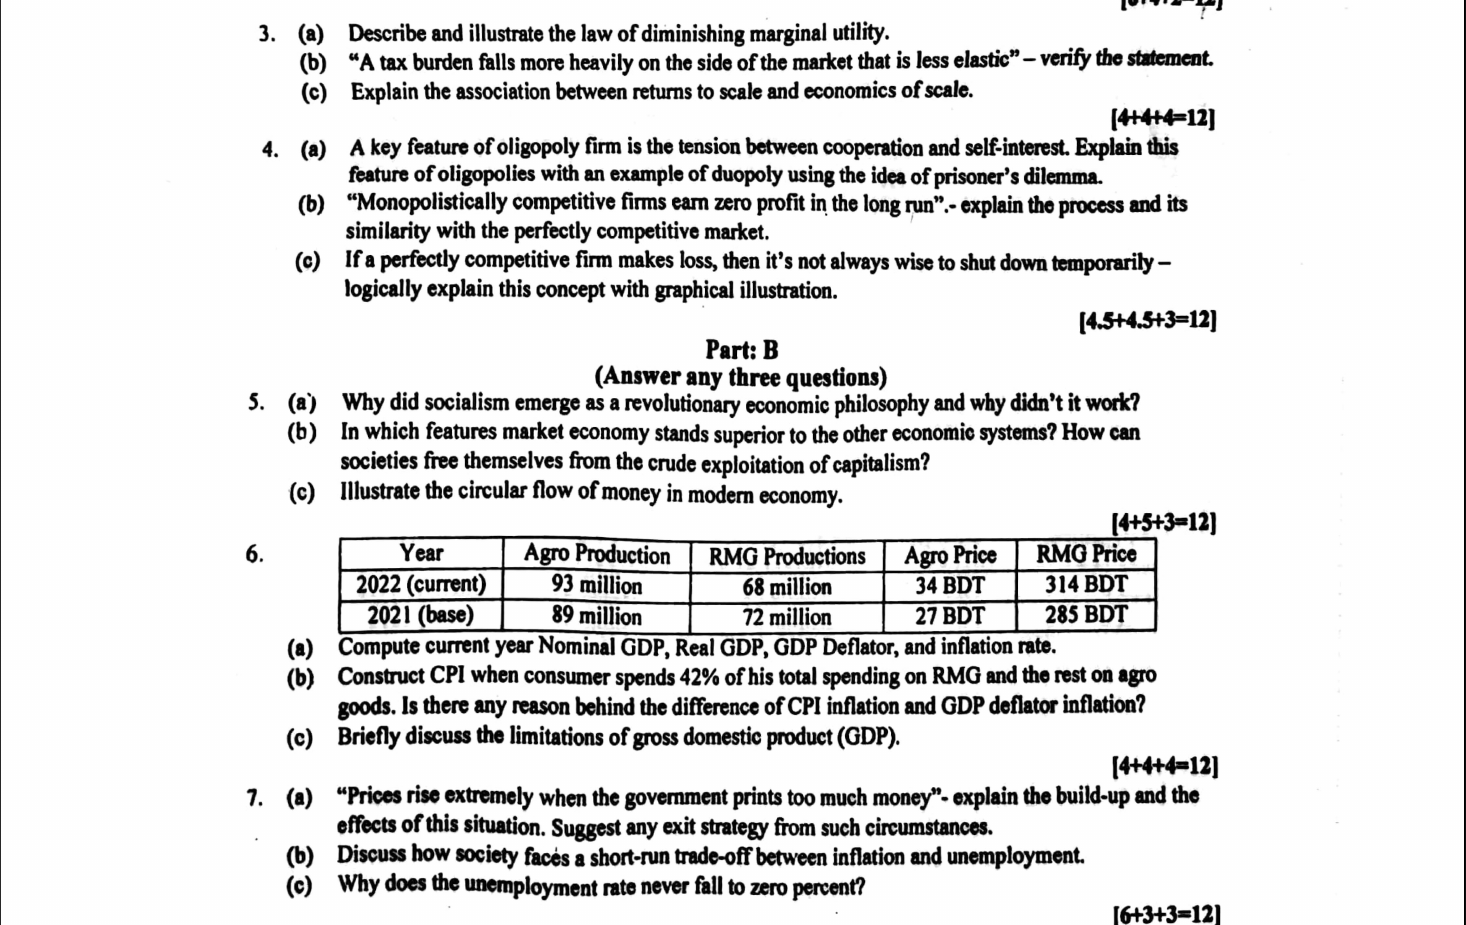 3. (a) Describe and illustrate the law of diminishing marginal utility.
(b) “A tax burden falls more heavily on the side of the market that is less elastic” – verify the statement.
(c) Explain the association between returns to scale and economics of scale.
[4+4+4=12]
4. (a) A key feature of oligopoly firm is the tension between cooperation and self-interest. Explain this
feature of oligopolies with an example of duopoly using the idea of prisoner’s dilemma.
(b) “Monopolistically competitive firms earn zero profit in the long run”.- explain the process and its
similarity with the perfectly competitive market.
(c) If a perfectly competitive firm makes loss, then it’s not always wise to shut down temporarily –
logically explain this concept with graphical illustration.
[4.5+4.5+3=12]
Part: B
(Answer any three questions)
5. (a) Why did socialism emerge as a revolutionary economic philosophy and why didn’t it work?
(b) In which features market economy stands superior to the other economic systems? How can
societies free themselves from the crude exploitation of capitalism?
(c) Illustrate the circular flow of money in modern economy.
[4+5+3=12]
6. Year Agro Production RMG Productions Agro Price RMG Price
2022 (current) 93 million 68 million 34 BDT 314 BDT
2021 (base) 89 million 72 million 27 BDT 285 BDT
(a) Compute current year Nominal GDP, Real GDP, GDP Deflator, and inflation rate.
(b) Construct CPI when consumer spends 42% of his total spending on RMG and the rest on agro
goods. Is there any reason behind the difference of CPI inflation and GDP deflator inflation?
(c) Briefly discuss the limitations of gross domestic product (GDP).
[4+4+4=12]
7. (a) “Prices rise extremely when the government prints too much money”- explain the build-up and the
effects of this situation. Suggest any exit strategy from such circumstances.
(b) Discuss how society faces a short-run trade-off between inflation and unemployment.
(c) Why does the unemployment rate never fall to zero percent?
[6+3+3=12]